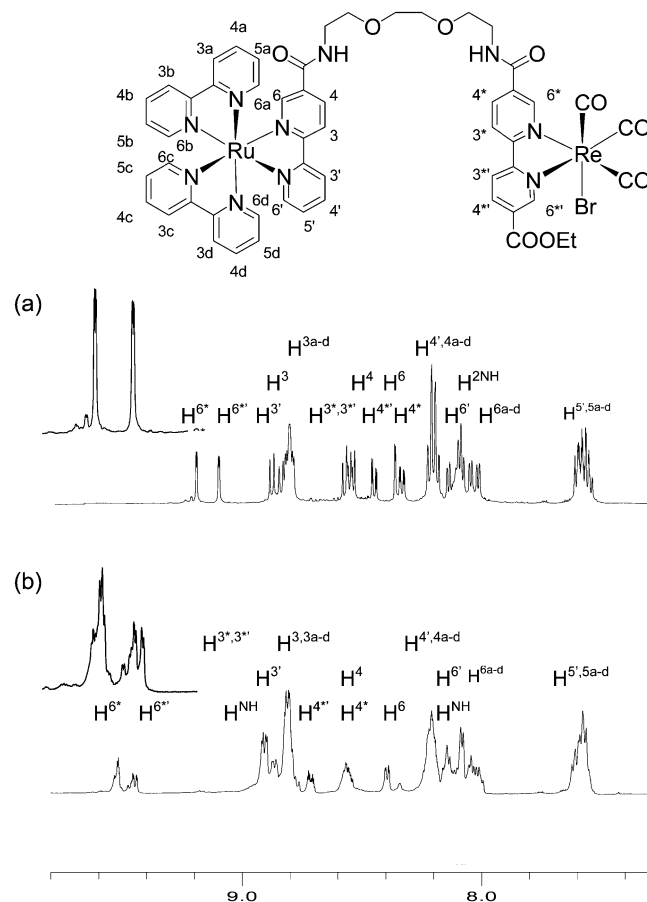 4a
3a
5a
3b
4b
6a
5b
6b
5c
6c
4c
3c
6d
3d
5d
4d
N
N
N
N
N
N
Ru
O
NH
O
O
NH
O
6
4
3
3'
4'
5'
6'
4*
6*
3*
3*'
4*'
6*'
N
N
Re
CO
CO
CO
Br
COOEt
(a)
H3a-d
H4',4a-d
H3
H4
H6
H2NH
H6*
H6*'
H3'
H3*,3*'
H4*'
H4*
H6'
H6a-d
H5',5a-d
(b)
H3*,3*'
H3,3a-d
H4',4a-d
H3'
H4
H6'
H6a-d
H5',5a-d
H6*
H6*'
HNH
H4*'
H4*
H6
HNH
9.0
8.0